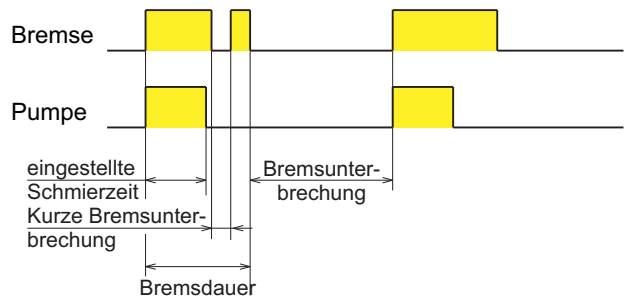 Bremse
Pumpe
eingestellte
Schmierzeit
Bremsunter-
brechung
Kurze Bremsunter-
brechung
Bremsdauer